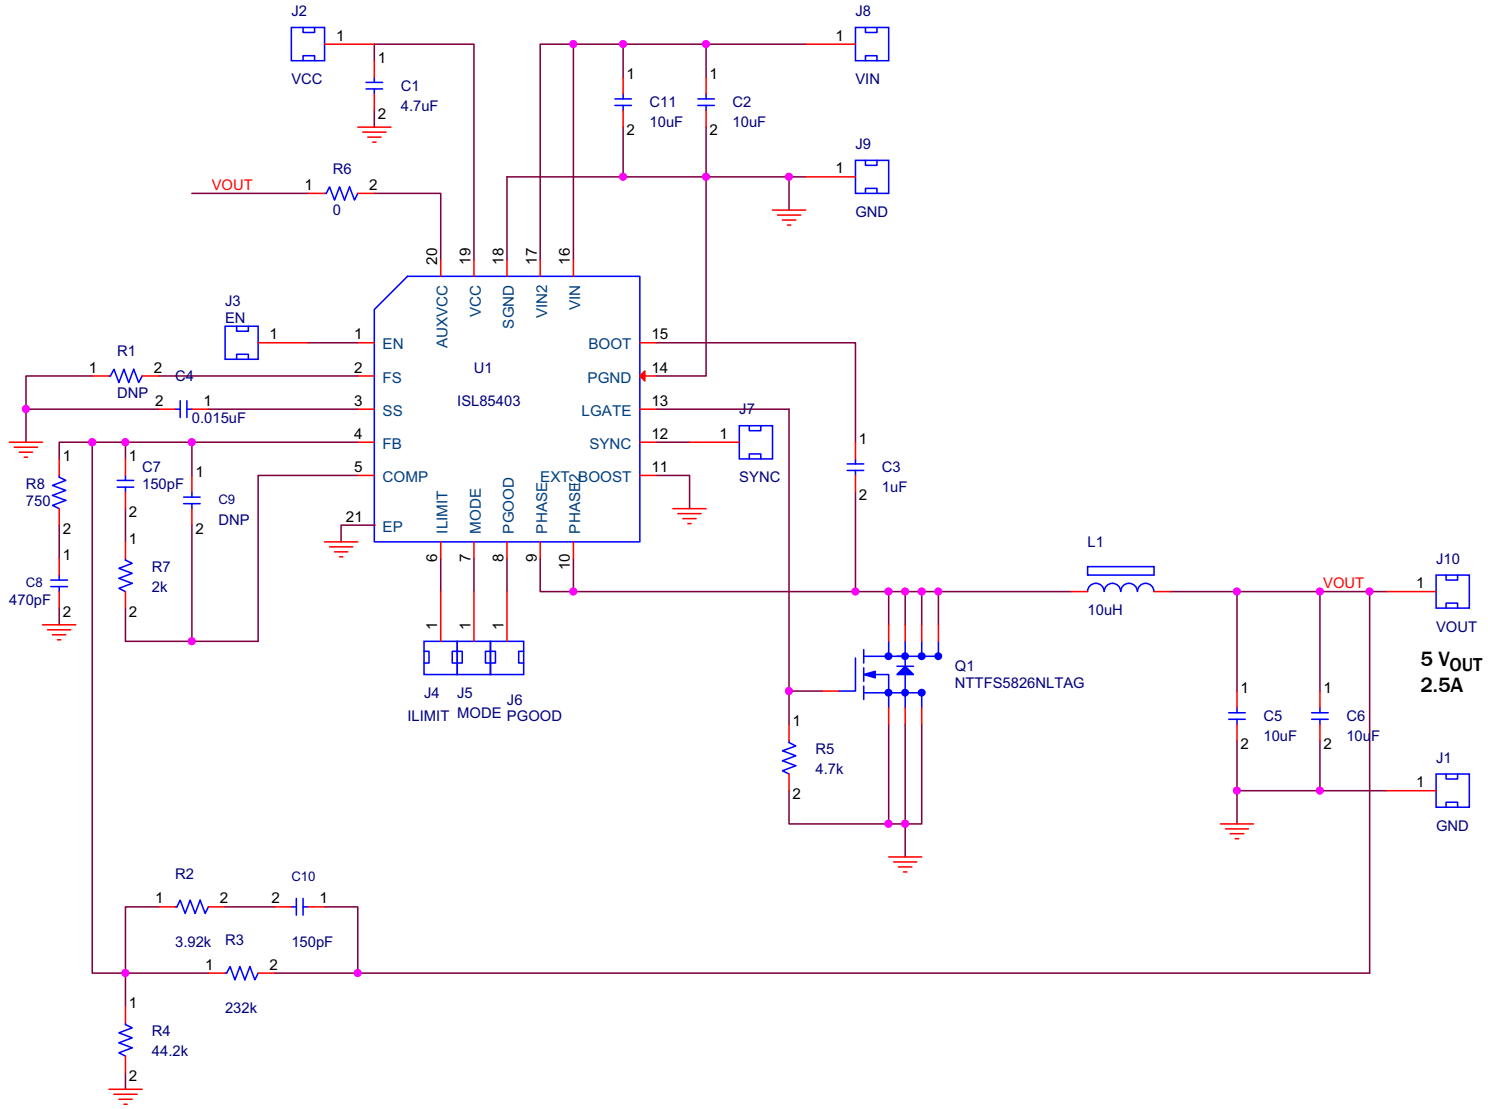 J2
1
VCC
1
C1
4.7uF
2
J8
1
VIN
1
C11
10uF
2
1
C2
10uF
2
J9
1
GND
VOUT
1
R6
2
0
20
19
18
17
16
AUXVCC
VCC
SGND
VIN2
VIN
J3
EN
1
1
EN
R1
1
2
DNP
2
FS
C4
2
1
0.015uF
3
SS
4
FB
5
COMP
21
EP
U1
ISL85403
BOOT
15
PGND
14
LGATE
13
SYNC
12
EXT_BOOST
11
ILIMIT
MODE
PGOOD
PHASE
PHASE2
6
7
8
9
10
1
J7
SYNC
1
C3
1uF
2
1
R8
750
2
1
C8
470pF
2
1
C7
150pF
2
1
R7
2k
2
1
C9
DNP
2
1
1
1
J4
ILIMIT
J5
MODE
J6
PGOOD
L1
10uH
Q1
NTTFS5826NLTAG
1
R5
4.7k
2
VOUT
1
J10
VOUT
5 VOUT
2.5A
1
C5
10uF
2
1
C6
10uF
2
J1
1
GND
R2
1
2
3.92k
C10
2
1
150pF
R3
1
2
232k
1
R4
44.2k
2